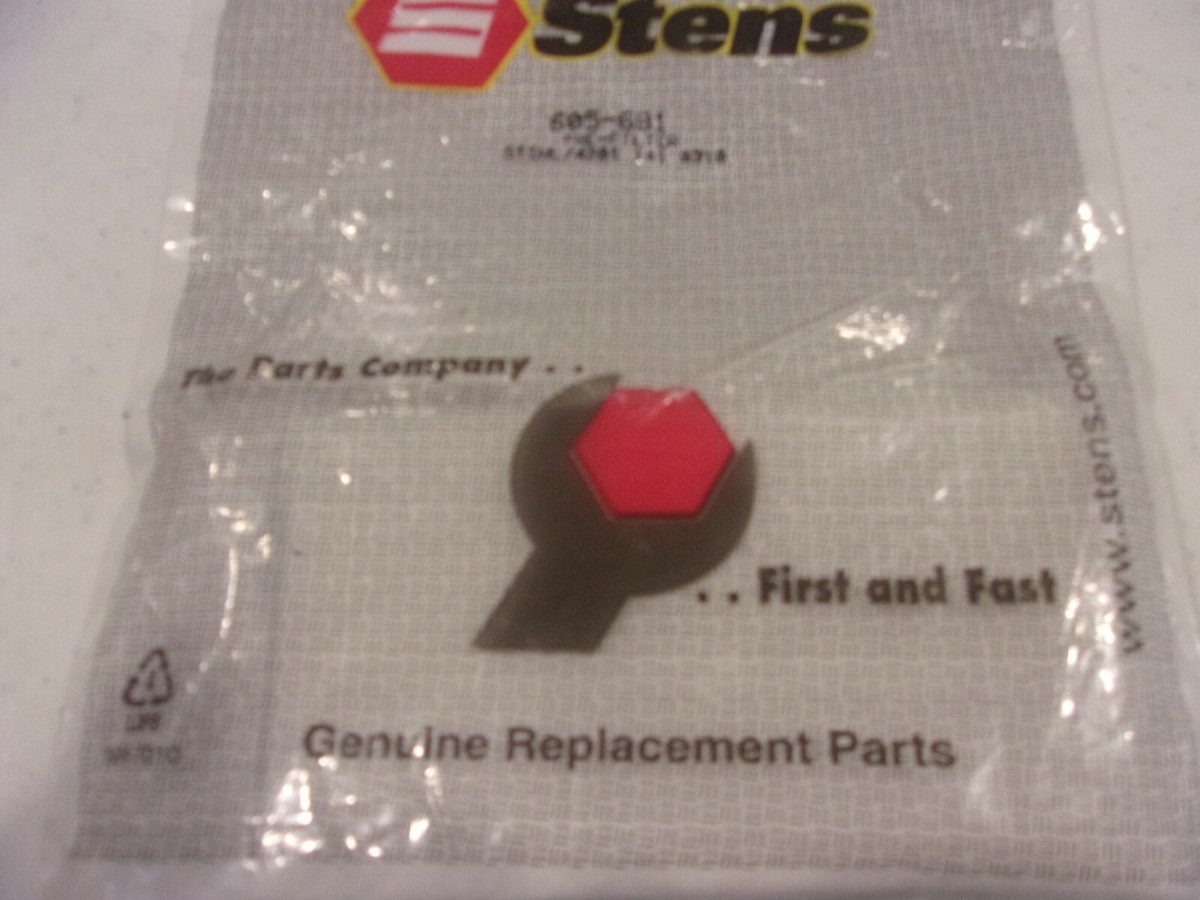 Stens
605-681
The Parts Company . .
. . First and Fast
www.stens.com
Genuine Replacement Parts